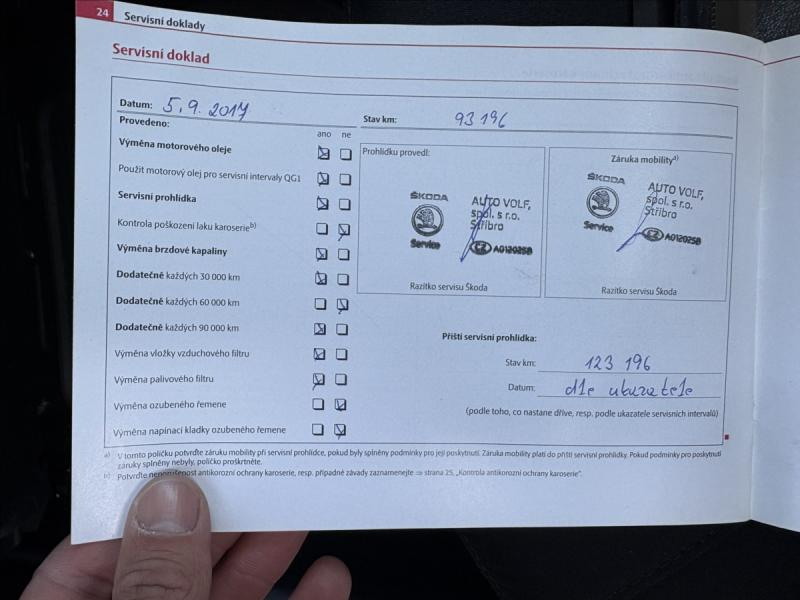 24 Servisní doklady
Servisní doklad
Datum: 5. 9. 2017
Stav km: 93 196
Provedeno:
ano ne
Výměna motorového oleje
Použit motorový olej pro servisní intervaly QG1
Servisní prohlídka
Kontrola poškození laku karoserieb)
Výměna brzdové kapaliny
Dodatečně každých 30 000 km
Dodatečně každých 60 000 km
Dodatečně každých 90 000 km
Výměna vložky vzduchového filtru
Výměna palivového filtru
Výměna ozubeného řemene
Výměna napínací kladky ozubeného řemene
Prohlídku provedl:
ŠKODA
Service
AUTO VOLF,
spol. s r.o.
Stříbro
CZ A012025B
Razítko servisu Škoda
Záruka mobilitya)
ŠKODA
Service
AUTO VOLF,
spol. s r.o.
Stříbro
CZ A012025B
Razítko servisu Škoda
Příští servisní prohlídka:
Stav km: 123 196
Datum: dle ukazatele
(podle toho, co nastane dříve, resp. podle ukazatele servisních intervalů)
a) V tomto políčku potvrďte záruku mobility při servisní prohlídce, pokud byly splněny podmínky pro její poskytnutí. Záruka mobility platí do příští servisní prohlídky. Pokud podmínky pro poskytnutí
záruky splněny nebyly, políčko proškrtněte.
b) Potvrďte neporušenost antikorozní ochrany karoserie, resp. případné závady zaznamenejte ⇒ strana 25, „Kontrola antikorozní ochrany karoserie“.